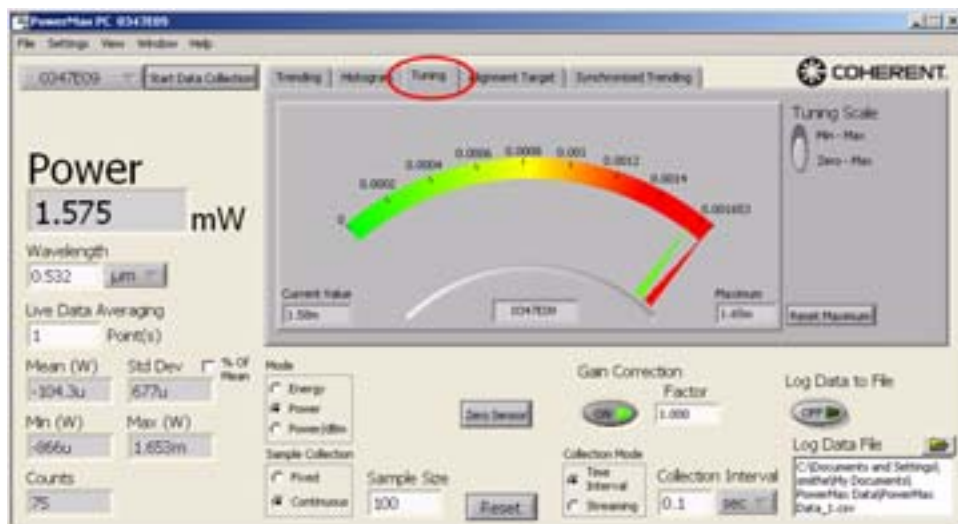 PowerMax PC 0347E09
File Settings View Window Help
0347E09 Start Data Collection
Trending Histogram Tuning Alignment Target Synchronized Trending
COHERENT.
Power
1.575 mW
Wavelength
0.532 µm
Live Data Averaging
1 Point(s)
Mean (W) Std Dev % Of Mean
-104.3u 677u
Min (W) Max (W)
-866u 1.653m
Counts
75
0 0.0002 0.0004 0.0006 0.0008 0.001 0.0012 0.0014 0.001653
Current Value
1.58m
0347E09
Maximum
1.65m
Tuning Scale
Min - Max
Zero - Max
Reset Maximum
Mode
Energy
Power
Power/dBm
Zero Sensor
Gain Correction
ON
Factor
1.000
Log Data to File
OFF
Sample Collection
Fixed
Continuous
Sample Size
100
Reset
Collection Mode
Time Interval
Streaming
Collection Interval
0.1 sec
Log Data File
C:\Documents and Settings\
smithe\My Documents\
PowerMax Data\PowerMax
Data_1.csv